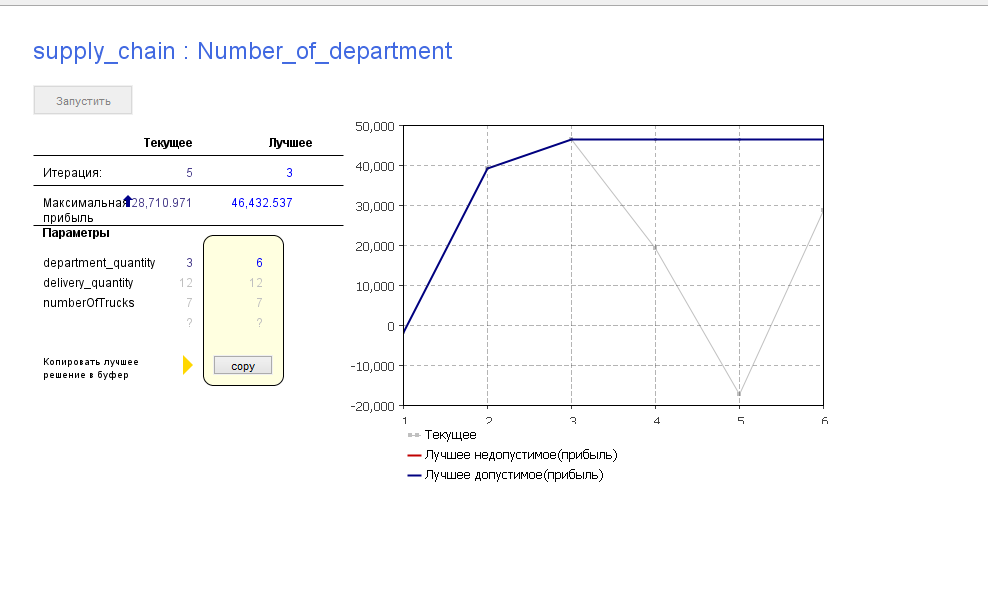 supply_chain : Number_of_department
Запустить
Текущее Лучшее
Итерация: 5 3
Максимальная 28,710.971 46,432.537
прибыль
Параметры
department_quantity 3 6
delivery_quantity 12 12
numberOfTrucks 7 7
? ?
Копировать лучшее
решение в буфер
copy
50,000
40,000
30,000
20,000
10,000
0
-10,000
-20,000
1 2 3 4 5 6
Текущее
Лучшее недопустимое(прибыль)
Лучшее допустимое(прибыль)